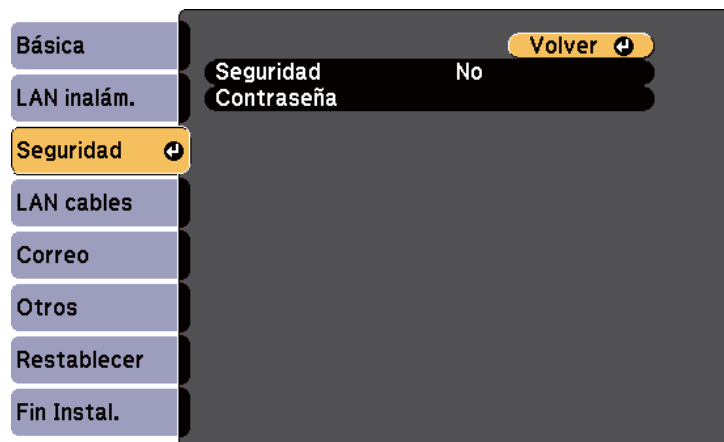 Básica
LAN inalám.
Seguridad
LAN cables
Correo
Otros
Restablecer
Fin Instal.
Volver
Seguridad No
Contraseña